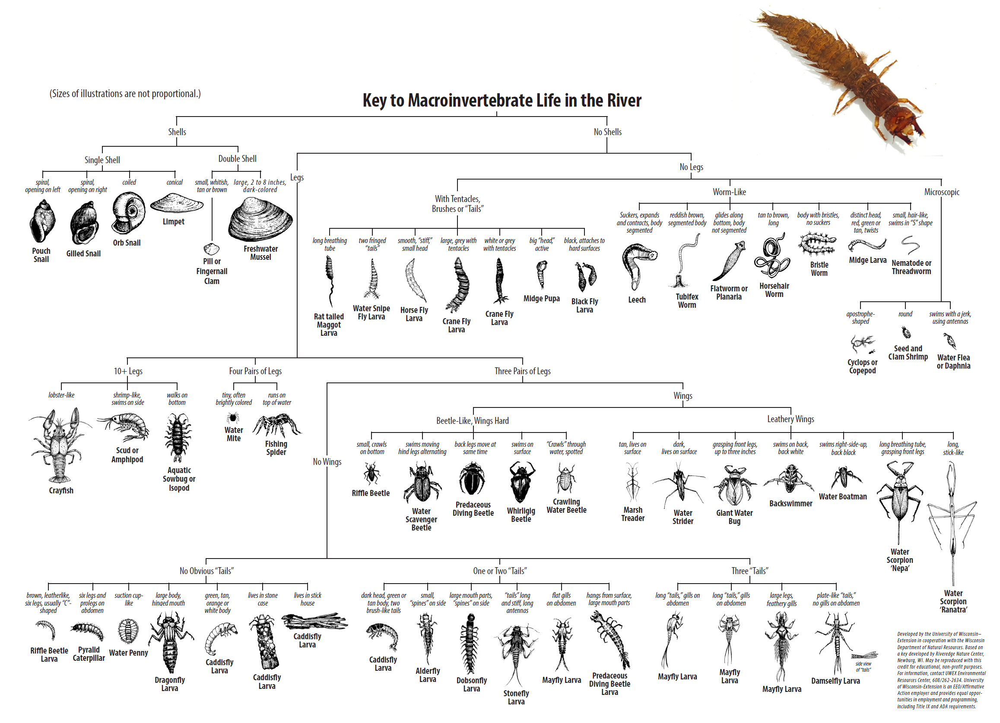 (Sizes of illustrations are not proportional.)
Key to Macroinvertebrate Life in the River
Shells
No Shells
Single Shell
Double Shell
Legs
No Legs
spiral,
opening on left
Pouch
Snail
spiral,
opening on right
Gilled Snail
coiled
Orb Snail
conical
Limpet
small, whitish,
tan or brown
Pill or
Fingernail
Clam
large, 2 to 8 inches,
dark-colored
Freshwater
Mussel
With Tentacles,
Brushes or “Tails”
Worm-Like
Microscopic
long breathing
tube
Rat tailed
Maggot
Larva
two fringed
“tails”
Water Snipe
Fly Larva
smooth, “stiff,”
small head
Horse Fly
Larva
large, grey with
tentacles
Crane Fly
Larva
white or grey
with tentacles
Crane Fly
Larva
big “head,”
active
Midge Pupa
black, attaches to
hard surfaces
Black Fly
Larva
Suckers, expands
and contracts, body
segmented
Leech
reddish brown,
segmented body
Tubifex
Worm
glides along
bottom, body
not segmented
Flatworm or
Planaria
tan to brown,
long
Horsehair
Worm
body with bristles,
no suckers
Bristle
Worm
distinct head,
red, green or
tan, twists
Midge Larva
small, hair-like,
swims in “S” shape
Nematode or
Threadworm
apostrophe-
shaped
Cyclops or
Copepod
round
Seed and
Clam Shrimp
swims with a jerk,
using antennas
Water Flea
or Daphnia
10+ Legs
Four Pairs of Legs
Three Pairs of Legs
lobster-like
Crayfish
shrimp-like,
swims on side
Scud or
Amphipod
walks on
bottom
Aquatic
Sowbug or
Isopod
tiny, often
brightly colored
Water
Mite
runs on
top of water
Fishing
Spider
No Wings
Wings
Beetle-Like, Wings Hard
Leathery Wings
small, crawls
on bottom
Riffle Beetle
swims moving
hind legs alternating
Water
Scavenger
Beetle
back legs move at
same time
Predaceous
Diving Beetle
swims on
surface
Whirligig
Beetle
“Crawls” through
water, spotted
Crawling
Water Beetle
tan, lives on
surface
Marsh
Treader
dark,
lives on surface
Water
Strider
grasping front legs,
up to three inches
Giant Water
Bug
swims on back,
back white
Backswimmer
swims right-side-up,
back black
Water Boatman
long breathing tube,
grasping front legs
Water
Scorpion
‘Nepa’
long,
stick-like
Water
Scorpion
‘Ranatra’
No Obvious “Tails”
One or Two “Tails”
Three “Tails”
brown, leatherlike,
six legs, usually “C”-
shaped
Riffle Beetle
Larva
six legs and
prolegs on
abdomen
Pyralid
Caterpillar
suction cup-
like
Water Penny
large body,
hinged mouth
Dragonfly
Larva
green, tan,
orange or
white body
Caddisfly
Larva
lives in stone
case
Caddisfly
Larva
lives in stick
house
Caddisfly
Larva
dark head, green or
tan body, two
brush-like tails
Caddisfly
Larva
small,
“spines” on side
Alderfly
Larva
large mouth parts,
“spines” on side
Dobsonfly
Larva
“tails” long
and stiff, long
antennas
Stonefly
Larva
flat gills
on abdomen
Mayfly Larva
hangs from surface,
large mouth parts
Predaceous
Diving Beetle
Larva
long “tails,” gills on
abdomen
Mayfly Larva
long “tails,” gills
on abdomen
Mayfly
Larva
large legs,
feathery gills
Mayfly Larva
plate-like “tails,”
no gills on abdomen
Damselfly Larva
side view
of “tails”
Developed by the University of Wisconsin–
Extension in cooperation with the Wisconsin
Department of Natural Resources. Based on
a key developed by Riveredge Nature Center,
Newburg, WI. May be reproduced with this
credit for educational, non-profit purposes.
For information, contact UWEX Environmental
Resources Center, 608/262-2634. University
of Wisconsin-Extension is an EEO/Affirmative
Action employer and provides equal oppor-
tunities in employment and programming,
including Title IX and ADA requirements.